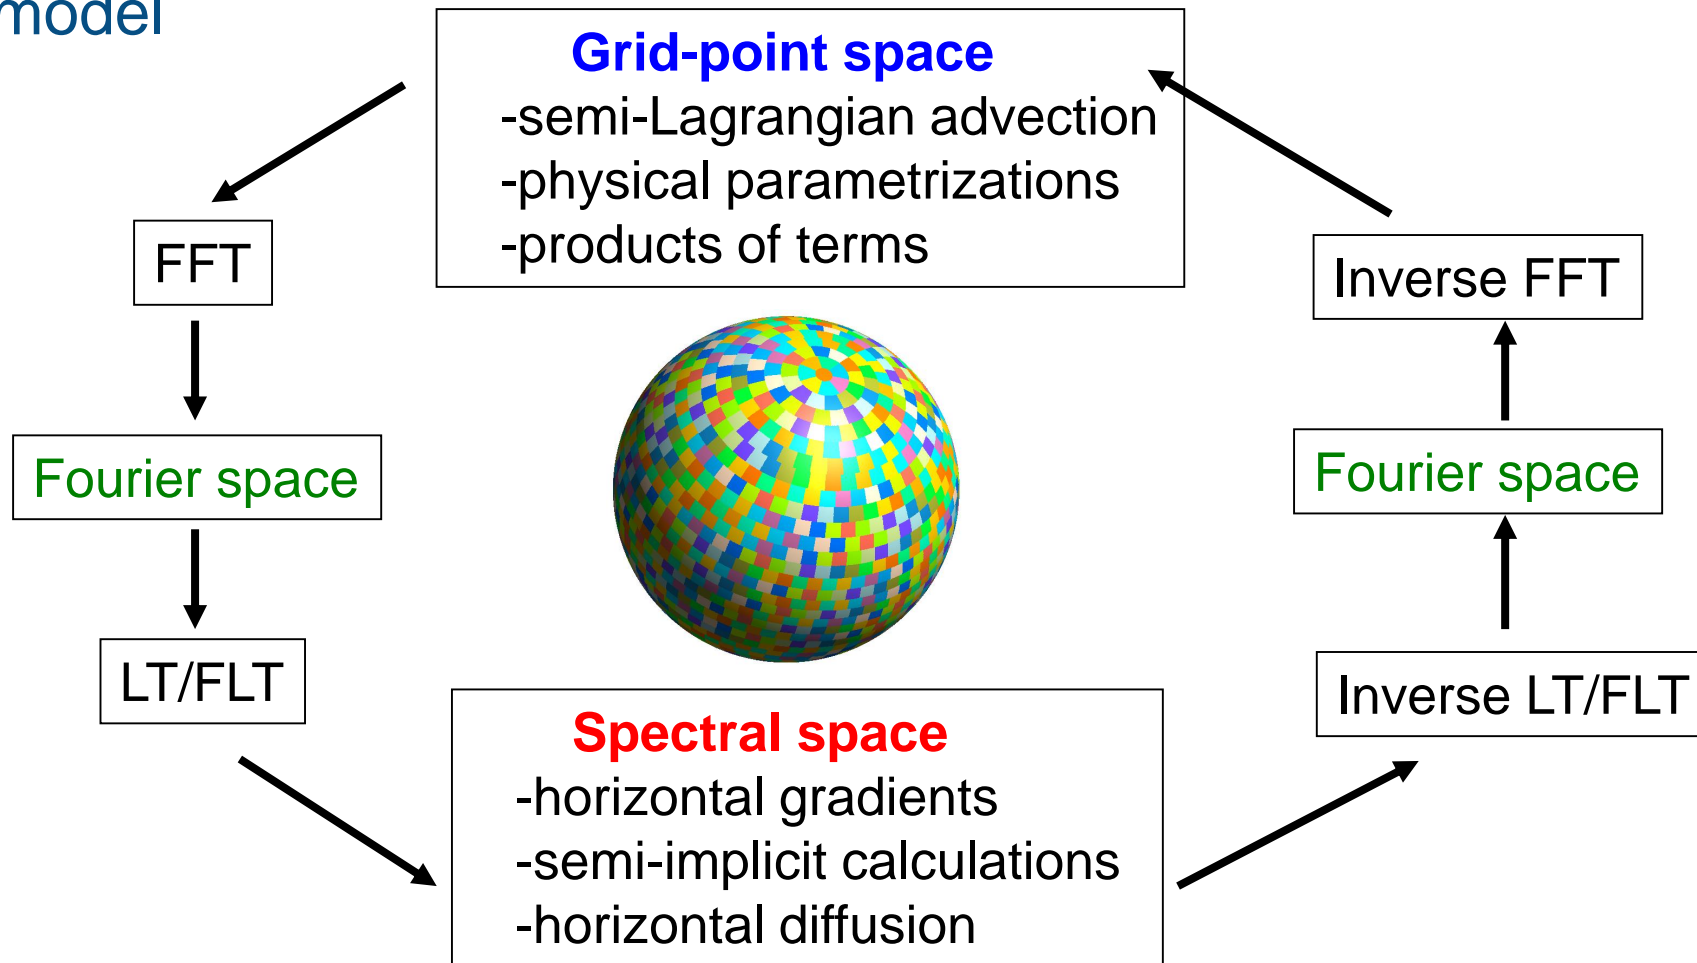 model
Grid-point space
-semi-Lagrangian advection
-physical parametrizations
-products of terms
FFT
Inverse FFT
Fourier space
Fourier space
LT/FLT
Inverse LT/FLT
Spectral space
-horizontal gradients
-semi-implicit calculations
-horizontal diffusion